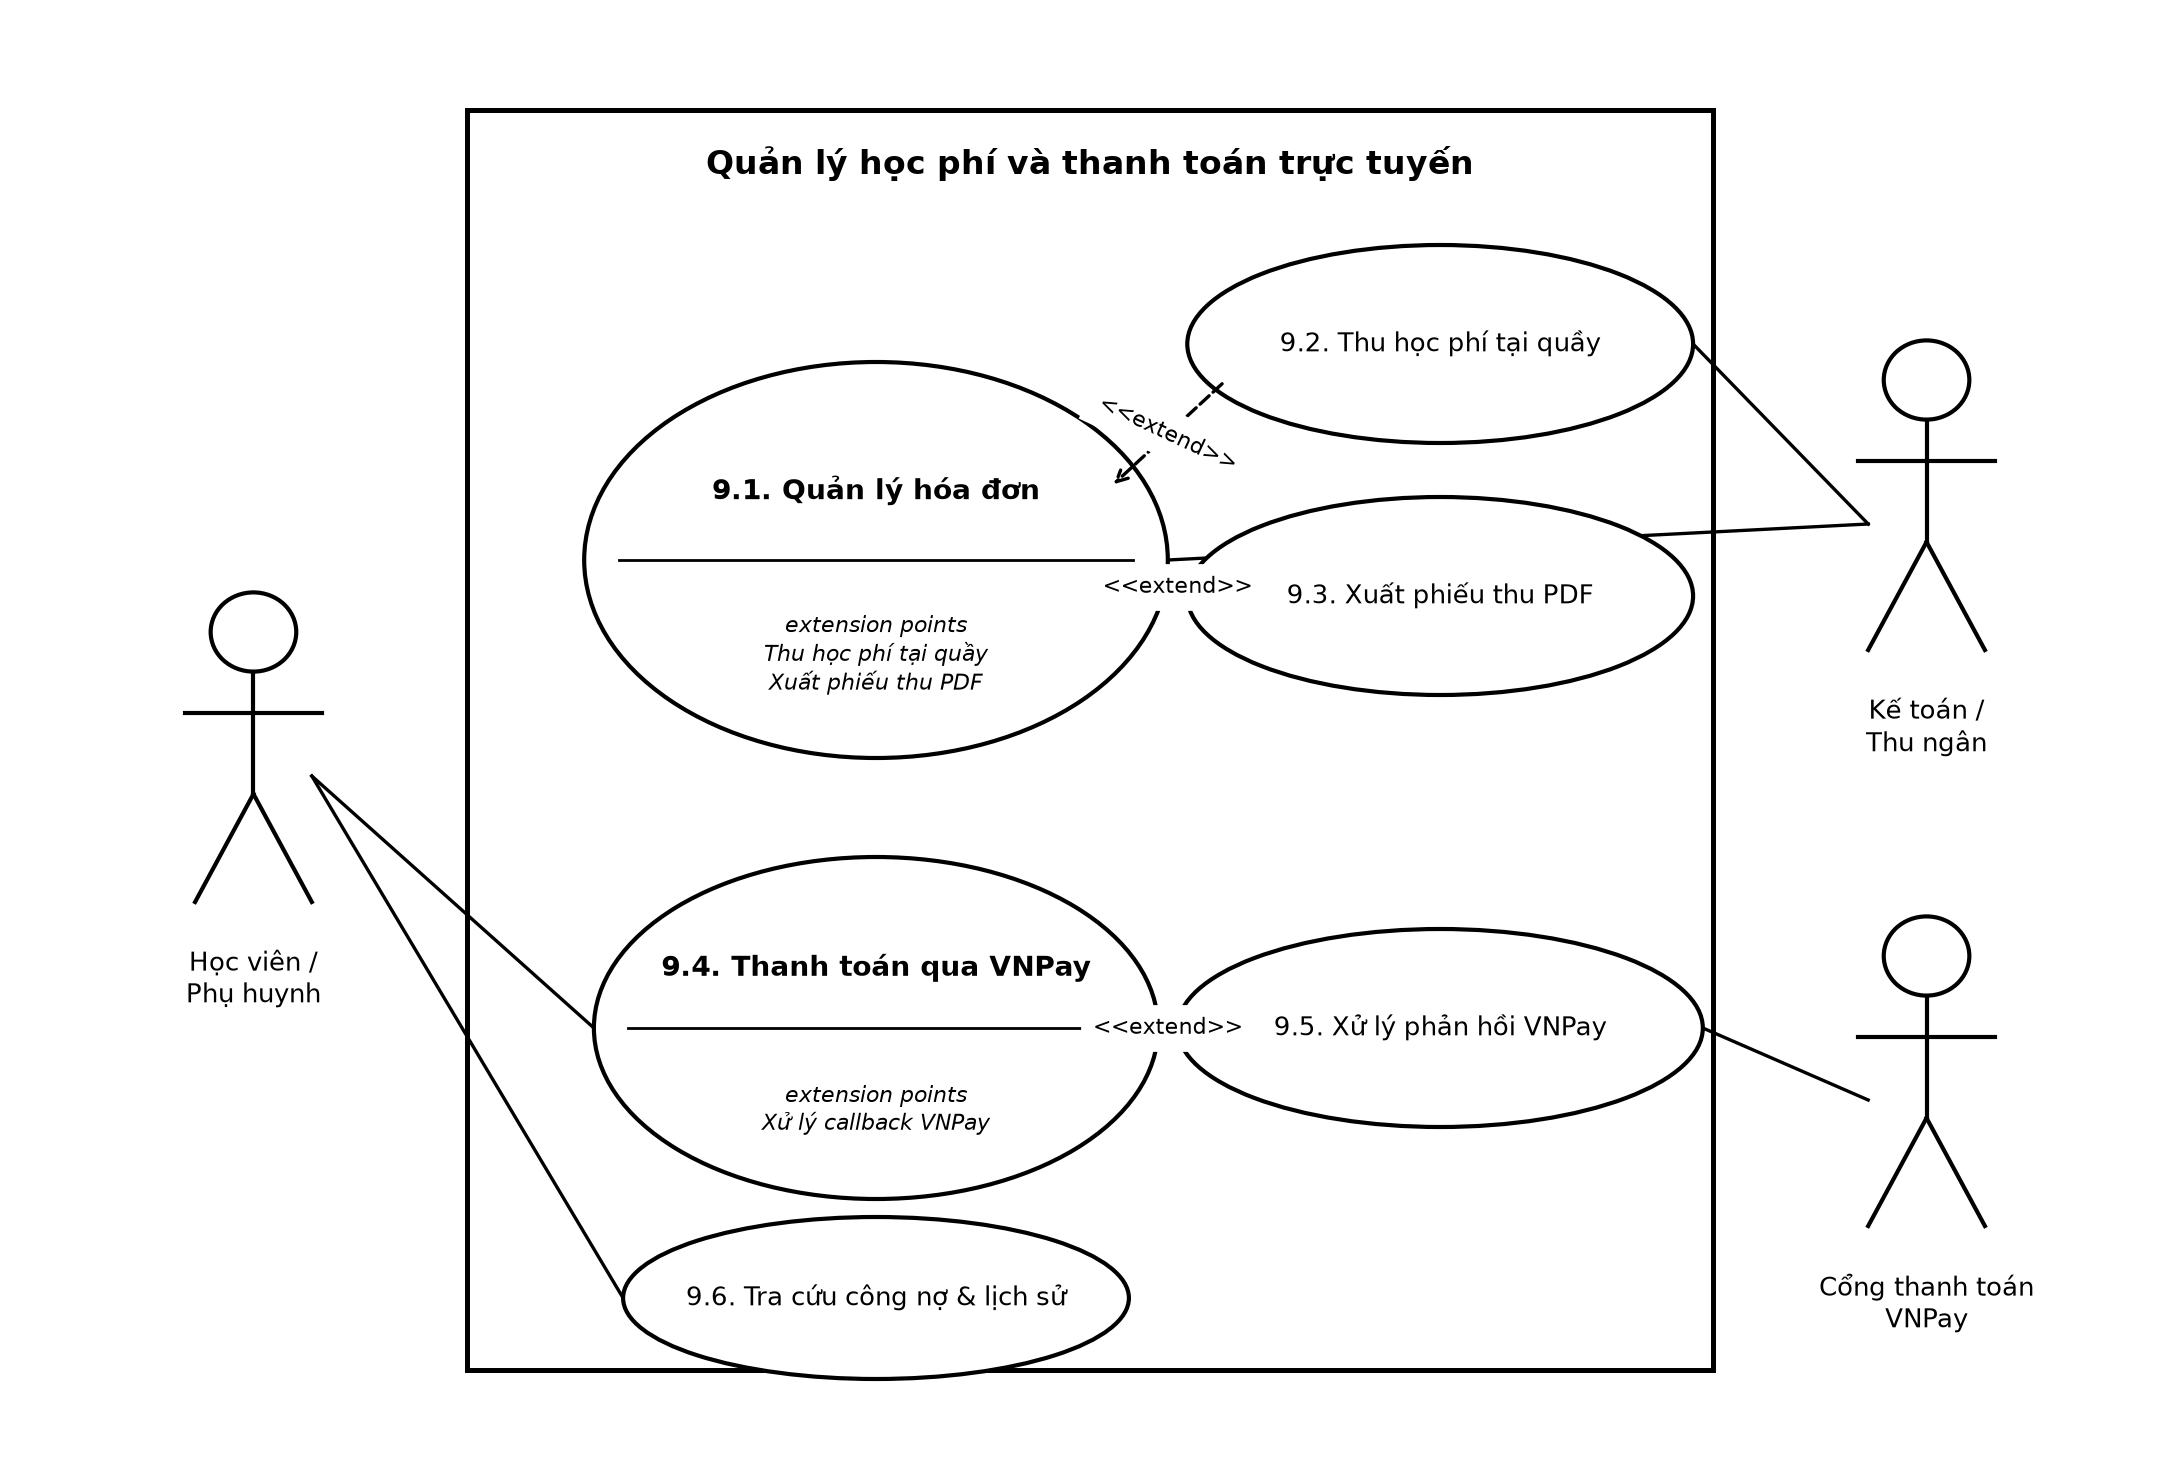 Quản lý học phí và thanh toán trực tuyến
9.2. Thu học phí tại quầy
<<extend>>
9.1. Quản lý hóa đơn
extension points
Thu học phí tại quầy
Xuất phiếu thu PDF
<<extend>>
9.3. Xuất phiếu thu PDF
Kế toán /
Thu ngân
Học viên /
Phụ huynh
9.4. Thanh toán qua VNPay
extension points
Xử lý callback VNPay
<<extend>>
9.5. Xử lý phản hồi VNPay
9.6. Tra cứu công nợ & lịch sử
Cổng thanh toán
VNPay